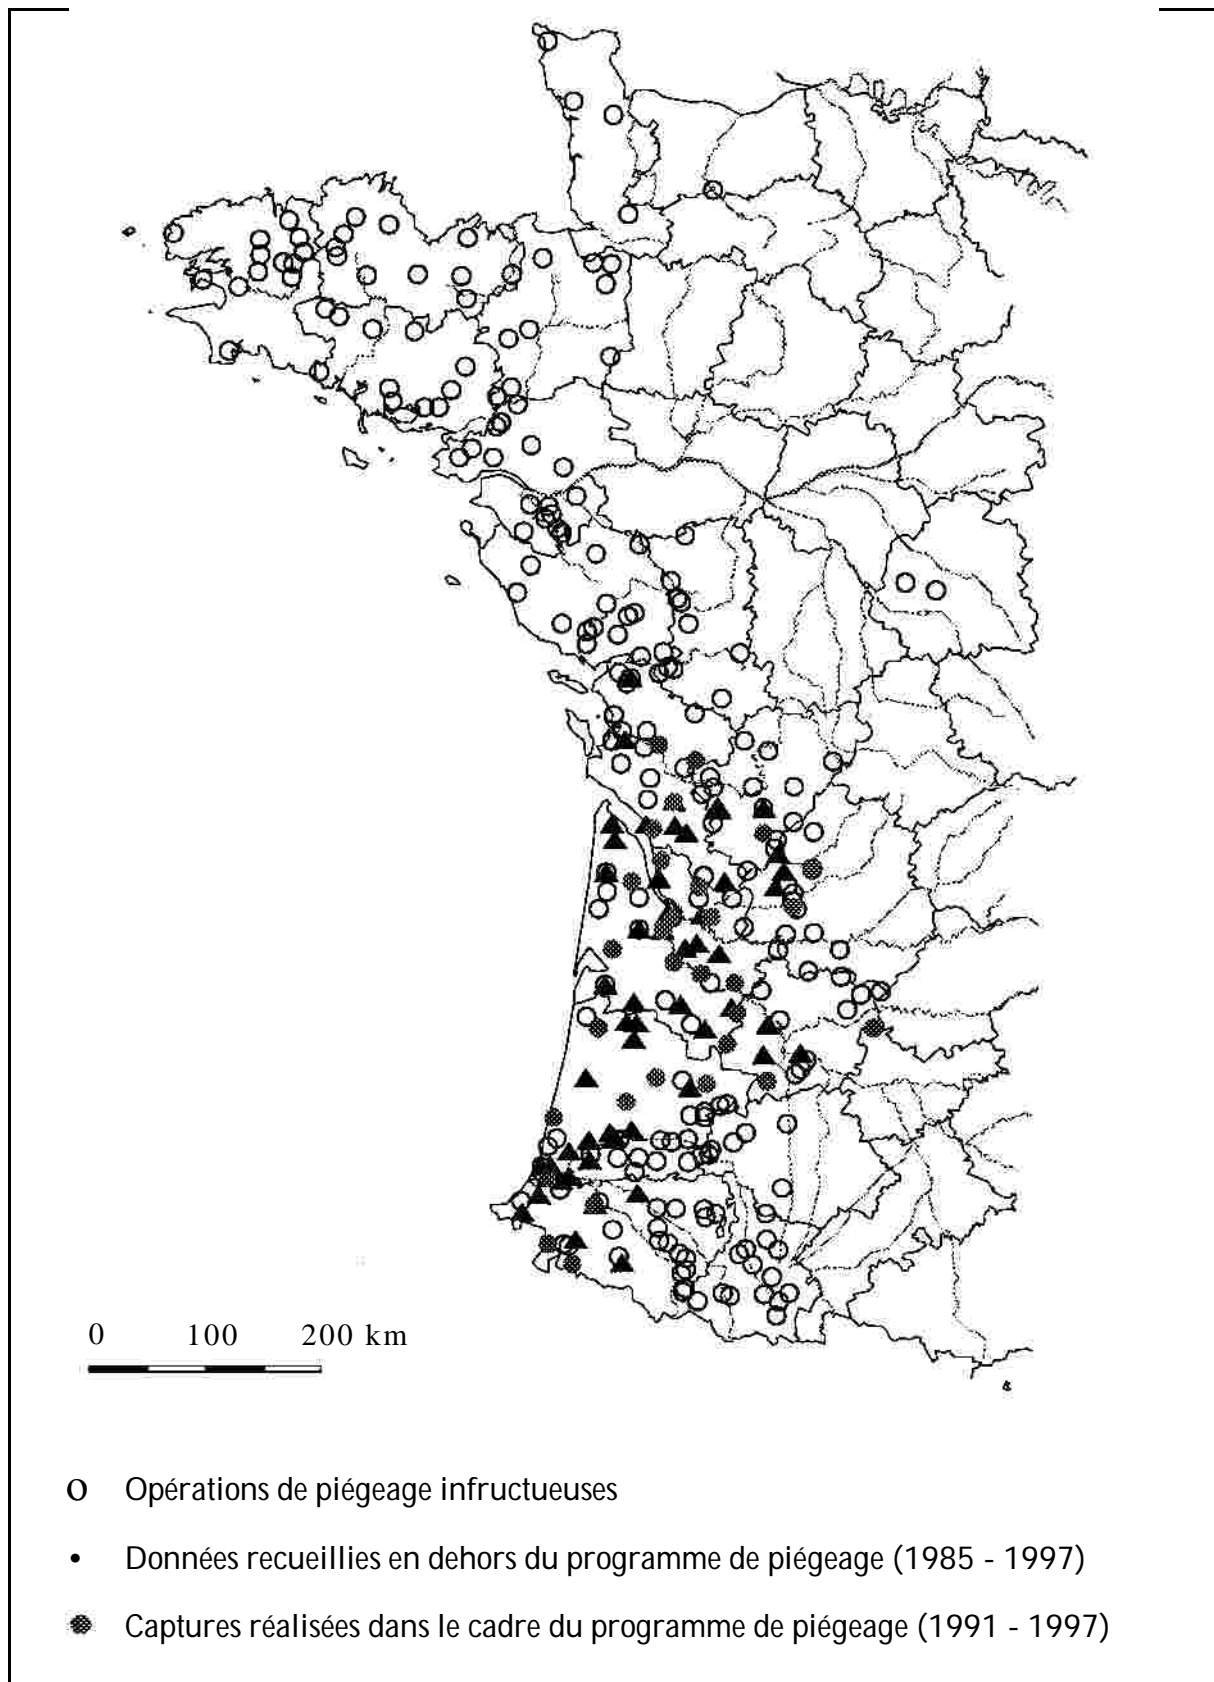 0 100 200 km
O Opérations de piégeage infructueuses
• Données recueillies en dehors du programme de piégeage (1985 - 1997)
Captures réalisées dans le cadre du programme de piégeage (1991 - 1997)